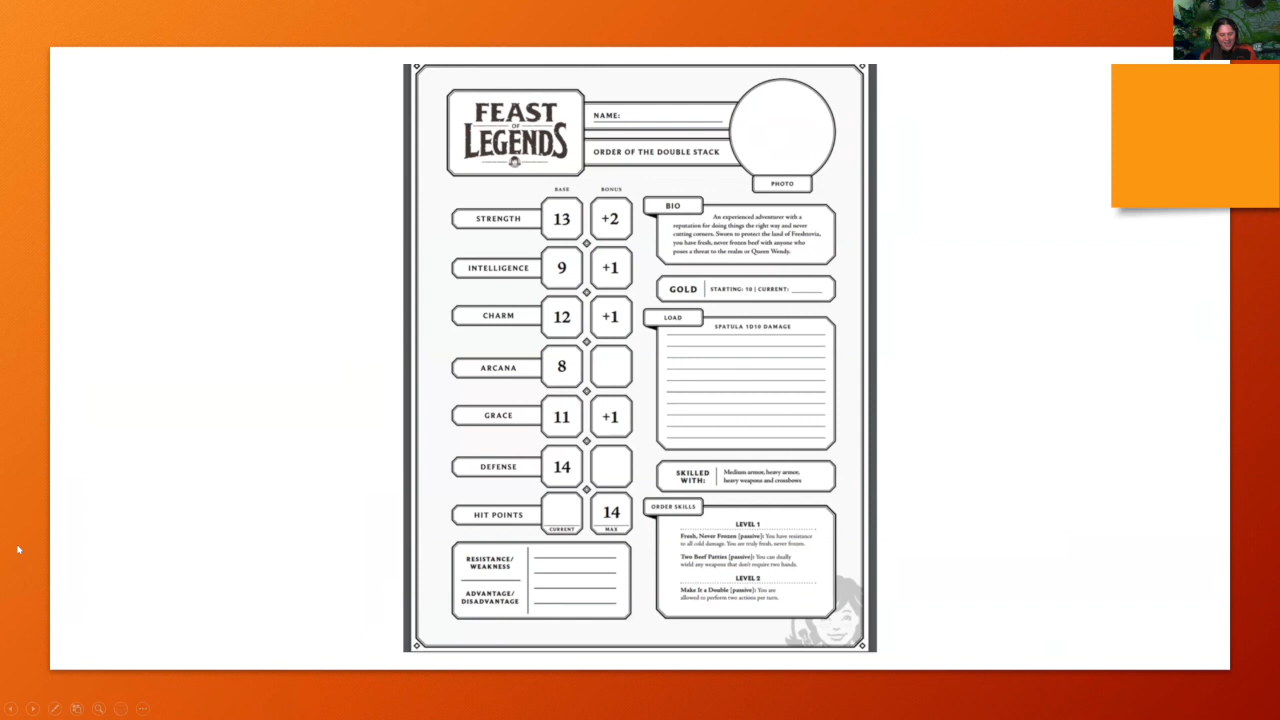 FEAST
OF
LEGENDS
NAME:
ORDER OF THE DOUBLE STACK
PHOTO
BASE
BONUS
STRENGTH
13
+2
INTELLIGENCE
9
+1
CHARM
12
+1
ARCANA
8
GRACE
11
+1
DEFENSE
14
HIT POINTS
14
CURRENT
MAX
RESISTANCE/
WEAKNESS
ADVANTAGE/
DISADVANTAGE
BIO
An experienced adventurer with a
reputation for doing things the right way and never
cutting corners. Sworn to protect the land of Freshtovia,
you have fresh, never frozen beef with anyone who
poses a threat to the realm or Queen Wendy.
GOLD
STARTING: 10 | CURRENT:
LOAD
SPATULA 1D10 DAMAGE
SKILLED
WITH:
Medium armor, heavy armor,
heavy weapons and crossbows
ORDER SKILLS
LEVEL 1
Fresh, Never Frozen [passive]: You have resistance
to all cold damage. You are truly fresh, never frozen.
Two Beef Patties [passive]: You can dually
wield any weapons that don't require two hands.
LEVEL 2
Make It a Double [passive]: You are
allowed to perform two actions per turn.